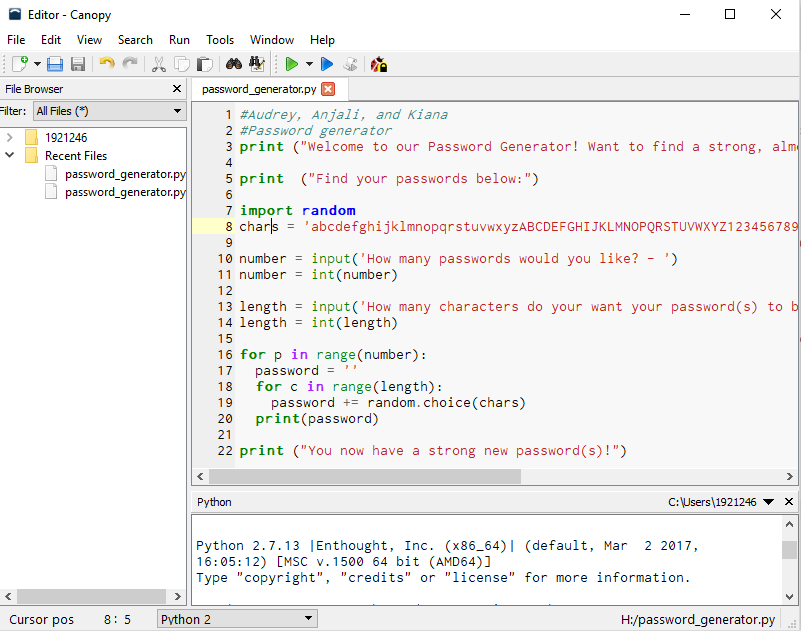 Editor - Canopy
File Edit View Search Run Tools Window Help
File Browser
Filter: All Files (*)
1921246
Recent Files
password_generator.py
password_generator.py
password_generator.py
1 #Audrey, Anjali, and Kiana
2 #Password generator
3 print ("Welcome to our Password Generator! Want to find a strong, almo
4
5 print  ("Find your passwords below:")
6
7 import random
8 chars = 'abcdefghijklmnopqrstuvwxyzABCDEFGHIJKLMNOPQRSTUVWXYZ123456789
9
10 number = input('How many passwords would you like? - ')
11 number = int(number)
12
13 length = input('How many characters do your want your password(s) to b
14 length = int(length)
15
16 for p in range(number):
17   password = ''
18   for c in range(length):
19     password += random.choice(chars)
20   print(password)
21
22 print ("You now have a strong new password(s)!")
Python C:\Users\1921246
Python 2.7.13 |Enthought, Inc. (x86_64)| (default, Mar  2 2017,
16:05:12) [MSC v.1500 64 bit (AMD64)]
Type "copyright", "credits" or "license" for more information.
Cursor pos 8: 5 Python 2 H:/password_generator.py